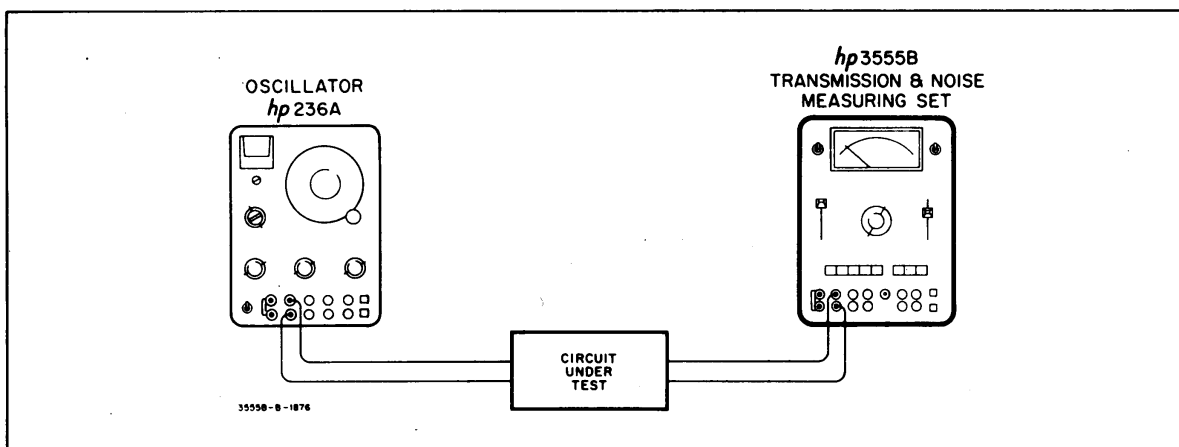 OSCILLATOR
hp 236A
hp 3555B
TRANSMISSION & NOISE
MEASURING SET
CIRCUIT
UNDER
TEST
3555B-B-1876